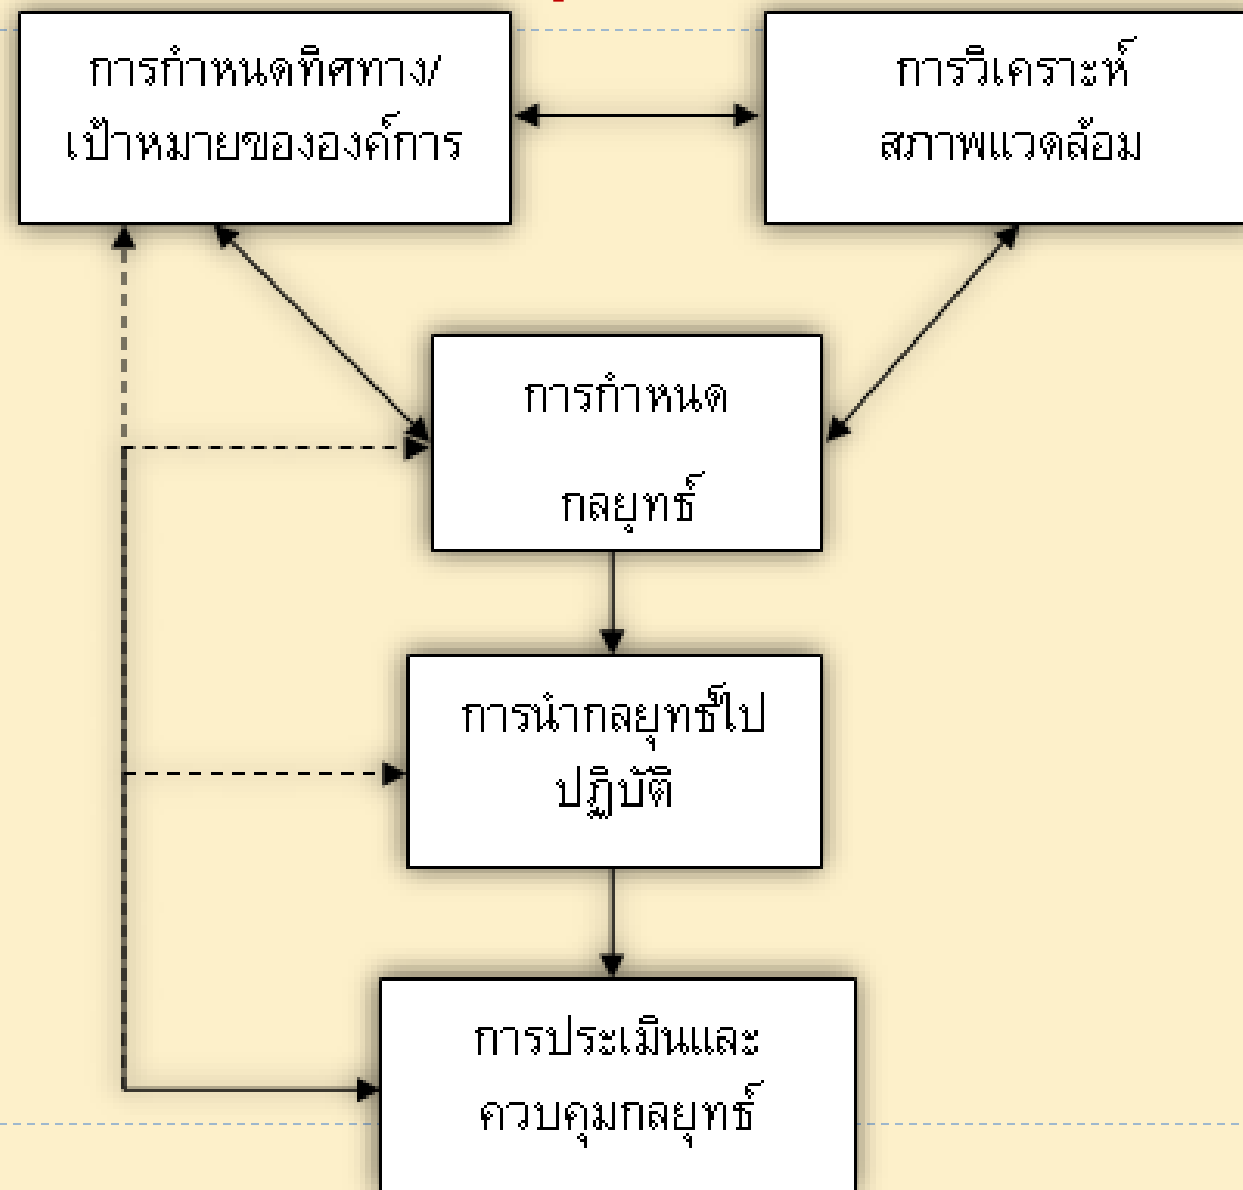 การกำหนดทิศทาง/
เป้าหมายขององค์การ
การวิเคราะห์
สภาพแวดล้อม
การกำหนด
กลยุทธ์
การนำกลยุทธ์ไป
ปฏิบัติ
การประเมินและ
ควบคุมกลยุทธ์